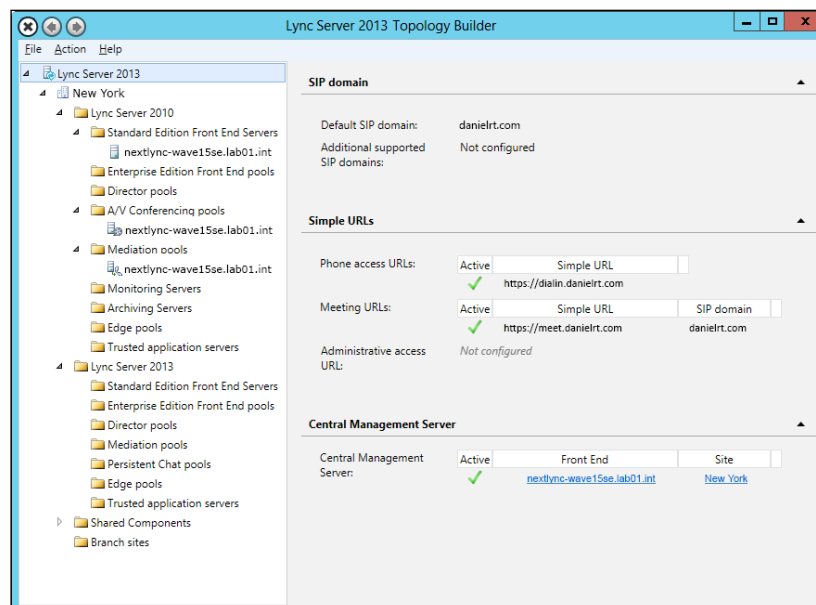 Lync Server 2013 Topology Builder
File Action Help
Lync Server 2013
New York
Lync Server 2010
Standard Edition Front End Servers
nextlync-wave15se.lab01.int
Enterprise Edition Front End pools
Director pools
A/V Conferencing pools
nextlync-wave15se.lab01.int
Mediation pools
nextlync-wave15se.lab01.int
Monitoring Servers
Archiving Servers
Edge pools
Trusted application servers
Lync Server 2013
Standard Edition Front End Servers
Enterprise Edition Front End pools
Director pools
Mediation pools
Persistent Chat pools
Edge pools
Trusted application servers
Shared Components
Branch sites
SIP domain
Default SIP domain: danielrt.com
Additional supported Not configured
SIP domains:
Simple URLs
Phone access URLs: Active Simple URL
https://dialin.danielrt.com
Meeting URLs: Active Simple URL SIP domain
https://meet.danielrt.com danielrt.com
Administrative access Not configured
URL:
Central Management Server
Central Management Active Front End Site
Server: nextlync-wave15se.lab01.int New York